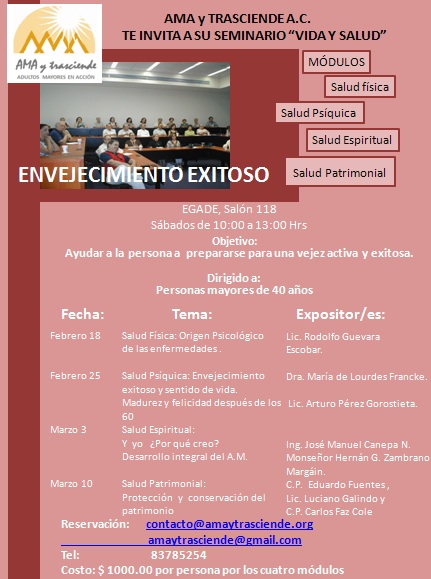 AMA y TRASCIENDE A.C.
TE INVITA A SU SEMINARIO “VIDA Y SALUD”
AMA y trasciende
ADULTOS MAYORES EN ACCIÓN
MÓDULOS
Salud física
Salud Psíquica
Salud Espiritual
Salud Patrimonial
ENVEJECIMIENTO EXITOSO
EGADE, Salón 118
Sábados de 10:00 a 13:00 Hrs
Objetivo:
Ayudar a la persona a prepararse para una vejez activa y exitosa.
Dirigido a:
Personas mayores de 40 años
Fecha: Tema: Expositor/es:
Febrero 18 Salud Física: Origen Psicológico Lic. Rodolfo Guevara
de las enfermedades . Escobar.
Febrero 25 Salud Psíquica: Envejecimiento Dra. María de Lourdes Francke.
exitoso y sentido de vida.
Madurez y felicidad después de los Lic. Arturo Pérez Gorostieta.
60
Marzo 3 Salud Espiritual:
Y yo ¿Por qué creo? Ing. José Manuel Canepa N.
Desarrollo integral del A.M. Monseñor Hernán G. Zambrano
Margáin.
Marzo 10 Salud Patrimonial: C.P. Eduardo Fuentes ,
Protección y conservación del Lic. Luciano Galindo y
patrimonio C.P. Carlos Faz Cole
Reservación: contacto@amaytrasciende.org
amaytrasciende@gmail.com
Tel: 83785254
Costo: $ 1000.00 por persona por los cuatro módulos